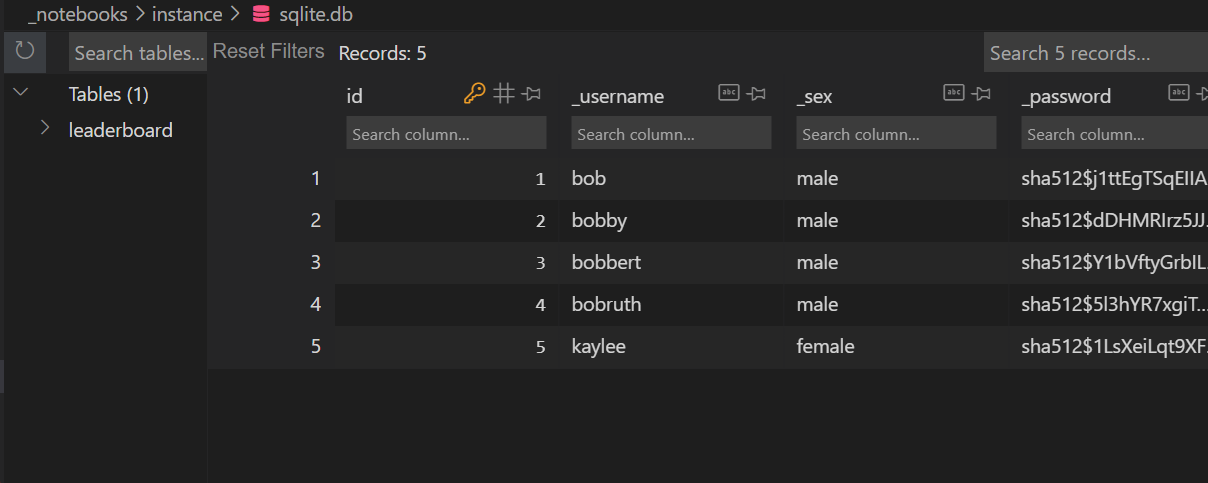 _notebooks > instance > sqlite.db
Search tables... Reset Filters Records: 5 Search 5 records...
Tables (1) id _username _sex _password
leaderboard Search column... Search column... Search column... Search column...
1 1 bob male sha512$j1ttEgTSqEIIA
2 2 bobby male sha512$dDHMRIrz5JJ..
3 3 bobbert male sha512$Y1bVftyGrbIL.
4 4 bobruth male sha512$5l3hYR7xgiT...
5 5 kaylee female sha512$1LsXeiLqt9XF.